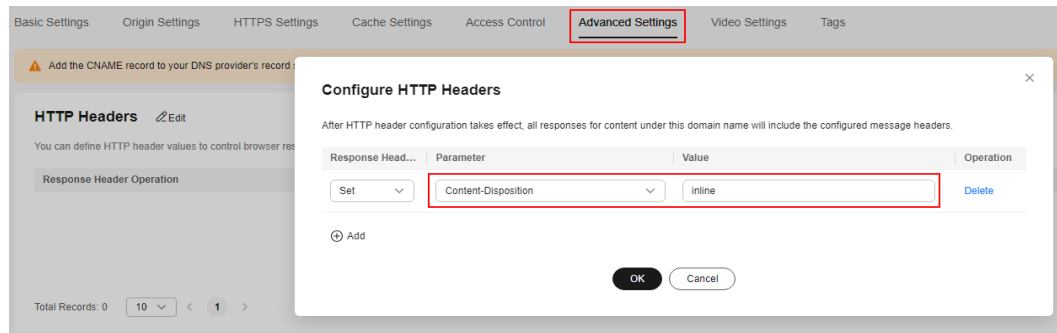 Basic Settings Origin Settings HTTPS Settings Cache Settings Access Control Advanced Settings Video Settings Tags
Add the CNAME record to your DNS provider's record
Configure HTTP Headers
HTTP Headers Edit
After HTTP header configuration takes effect, all responses for content under this domain name will include the configured message headers.
You can define HTTP header values to control browser res
Response Head... Parameter Value Operation
Response Header Operation
Set Content-Disposition inline Delete
Add
OK Cancel
Total Records: 0 10 < 1 >